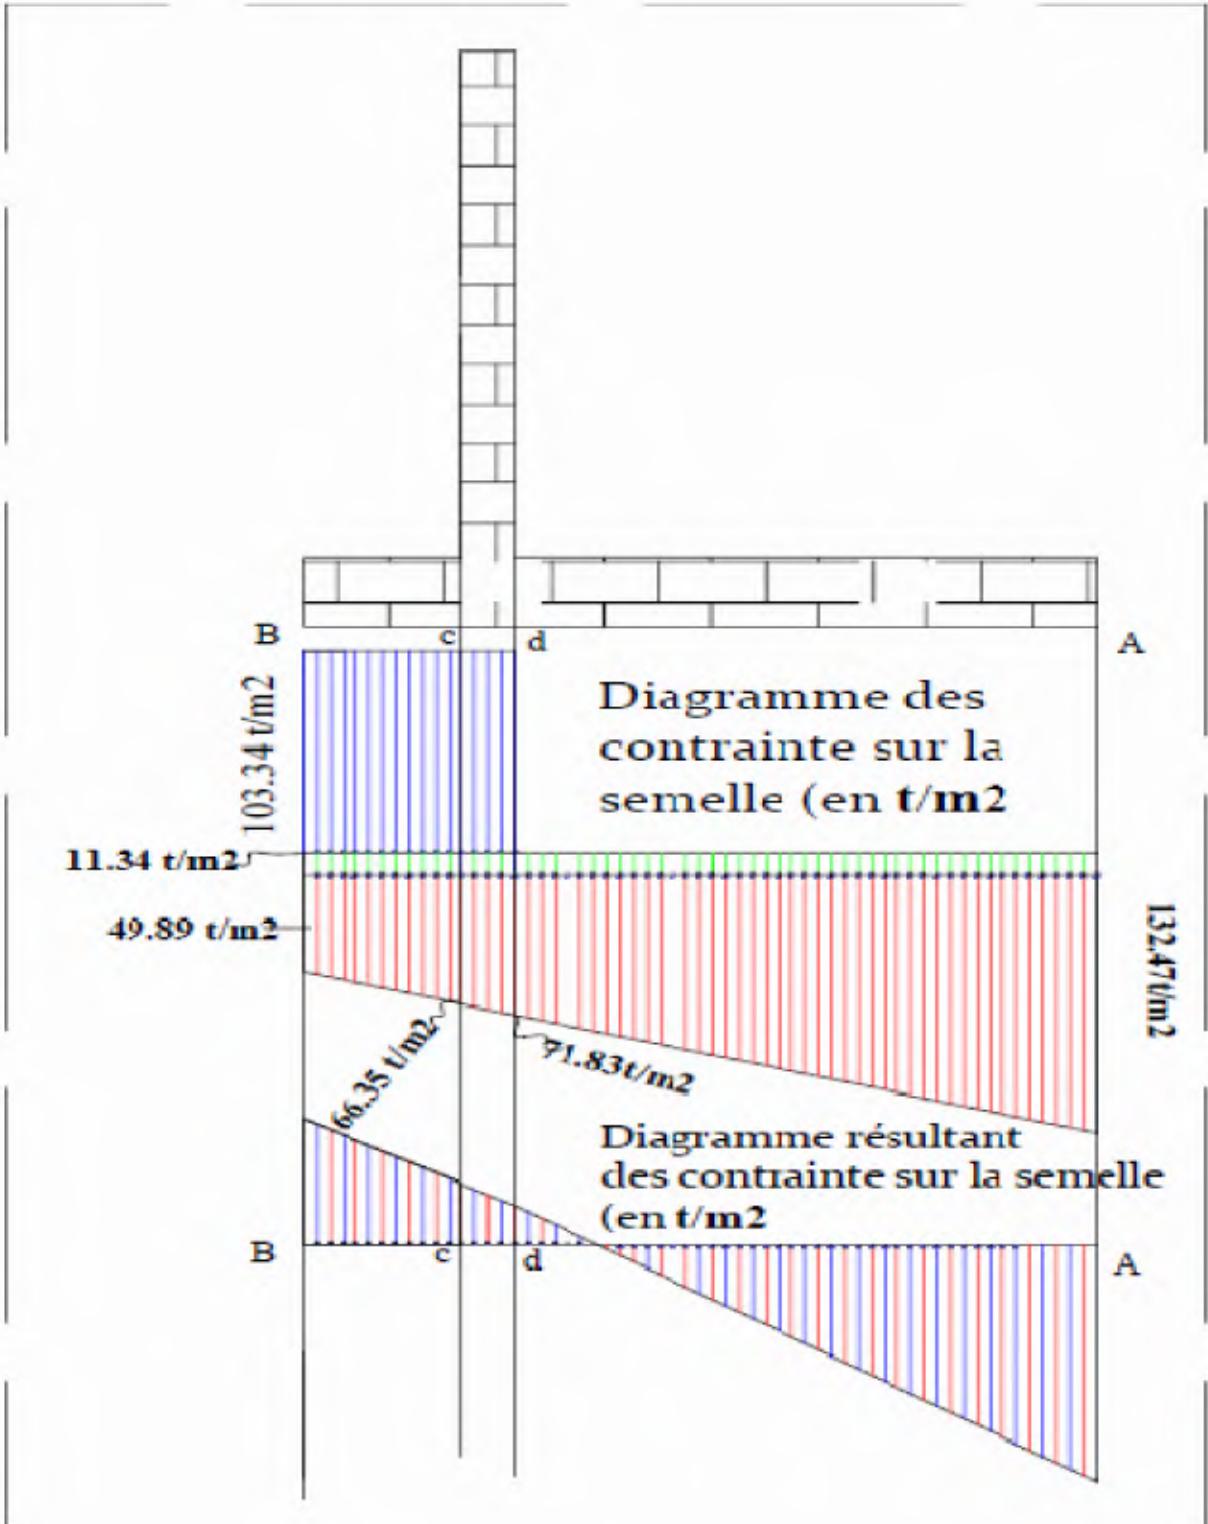 B
c
d
A
103.34 t/m2
Diagramme des
contrainte sur la
semelle (en t/m2
11.34 t/m2
49.89 t/m2
132.47t/m2
66.35 t/m2
71.83t/m2
Diagramme résultant
des contrainte sur la semelle
(en t/m2
B
c
d
A